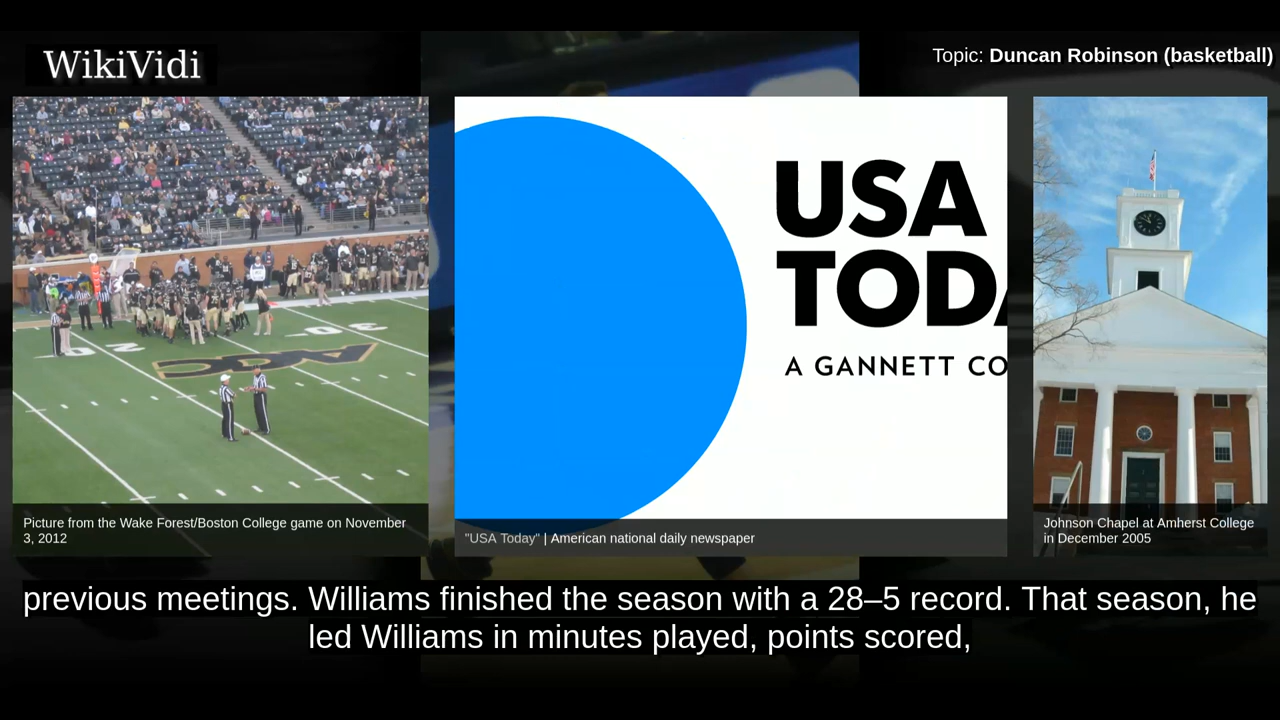 WikiVidi
Topic: Duncan Robinson (basketball)
ACC
USA
TODA
A GANNETT CO
Picture from the Wake Forest/Boston College game on November
3, 2012
"USA Today" | American national daily newspaper
Johnson Chapel at Amherst College
in December 2005
previous meetings. Williams finished the season with a 28–5 record. That season, he
led Williams in minutes played, points scored,